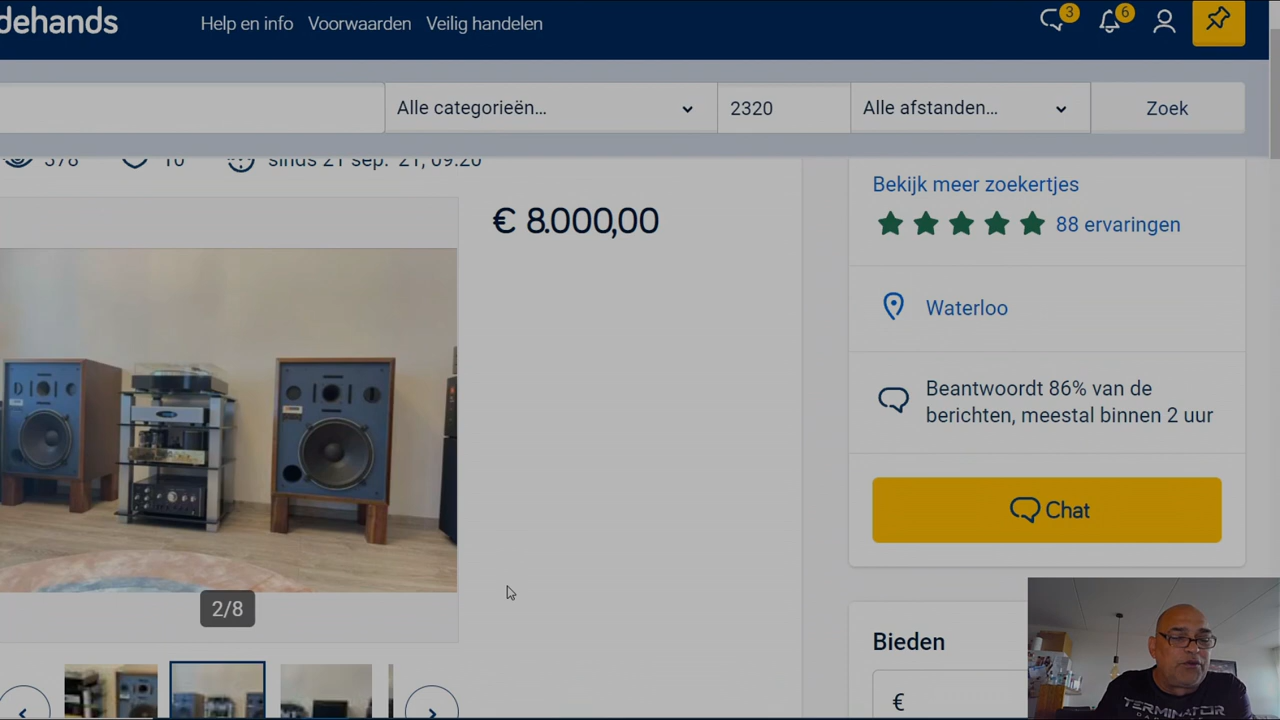 dehands
Help en info Voorwaarden Veilig handelen
3
6
Alle categorieën...
2320
Alle afstanden...
Zoek
sinds 21 sep. '21, 09:20
€ 8.000,00
2/8
Bekijk meer zoekertjes
88 ervaringen
Waterloo
Beantwoordt 86% van de
berichten, meestal binnen 2 uur
Chat
Bieden
€
TERMINATOR